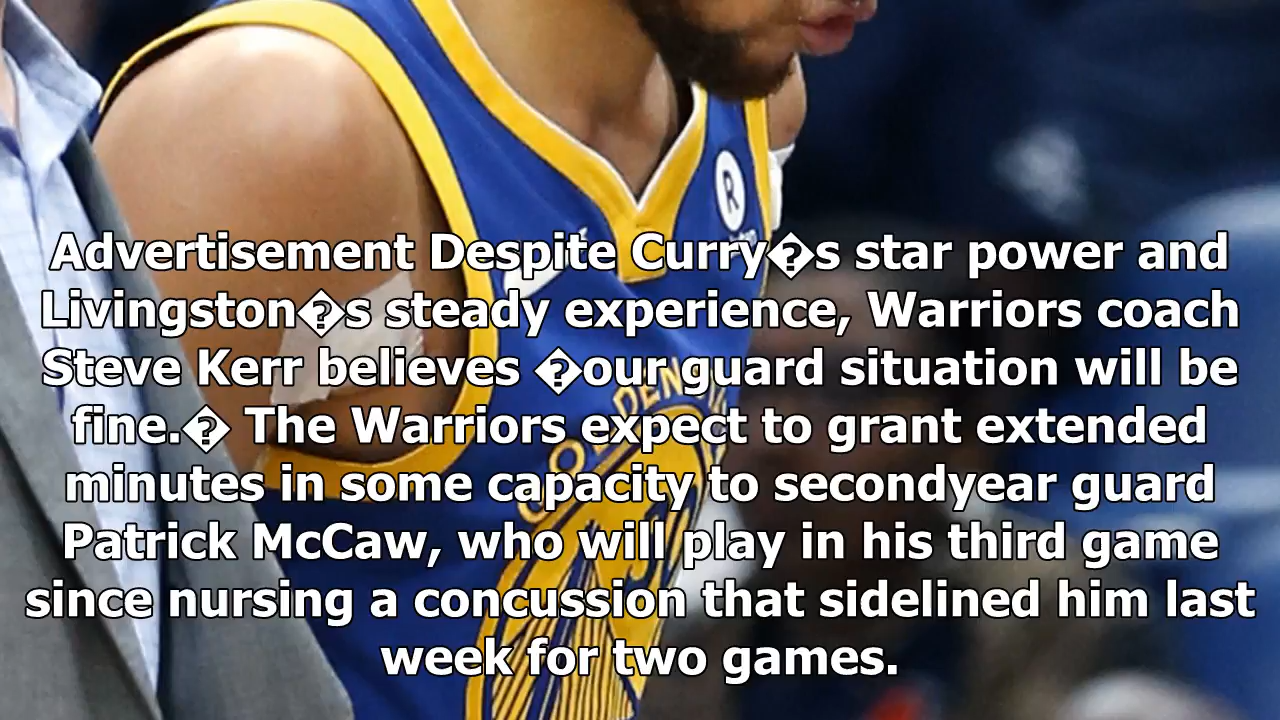 Advertisement Despite Curry�s star power and
Livingston�s steady experience, Warriors coach
Steve Kerr believes �our guard situation will be
fine.� The Warriors expect to grant extended
minutes in some capacity to secondyear guard
Patrick McCaw, who will play in his third game
since nursing a concussion that sidelined him last
week for two games.
R